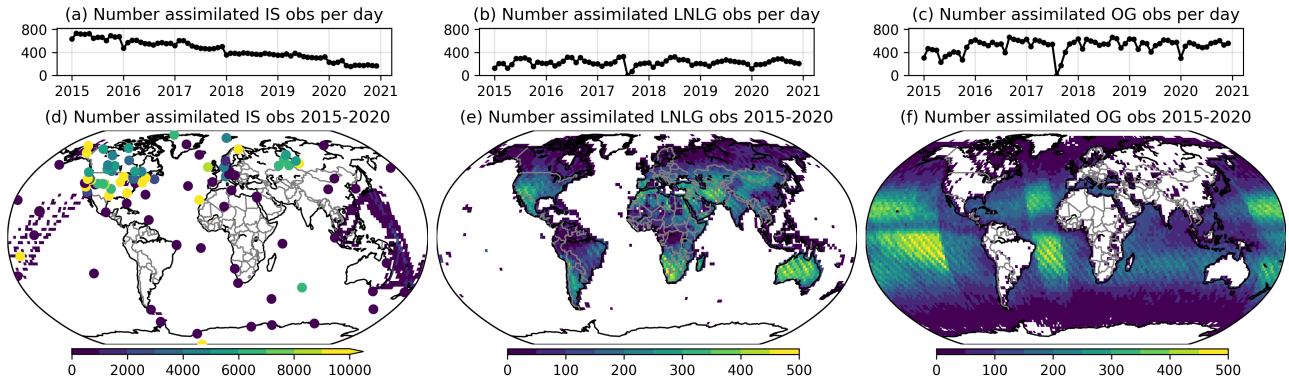 (a) Number assimilated IS obs per day
(b) Number assimilated LNLG obs per day
(c) Number assimilated OG obs per day
800
400
0
2015 2016 2017 2018 2019 2020 2021
800
400
0
2015 2016 2017 2018 2019 2020 2021
800
400
0
2015 2016 2017 2018 2019 2020 2021
(d) Number assimilated IS obs 2015-2020
(e) Number assimilated LNLG obs 2015-2020
(f) Number assimilated OG obs 2015-2020
0 2000 4000 6000 8000 10000
0 100 200 300 400 500
0 100 200 300 400 500